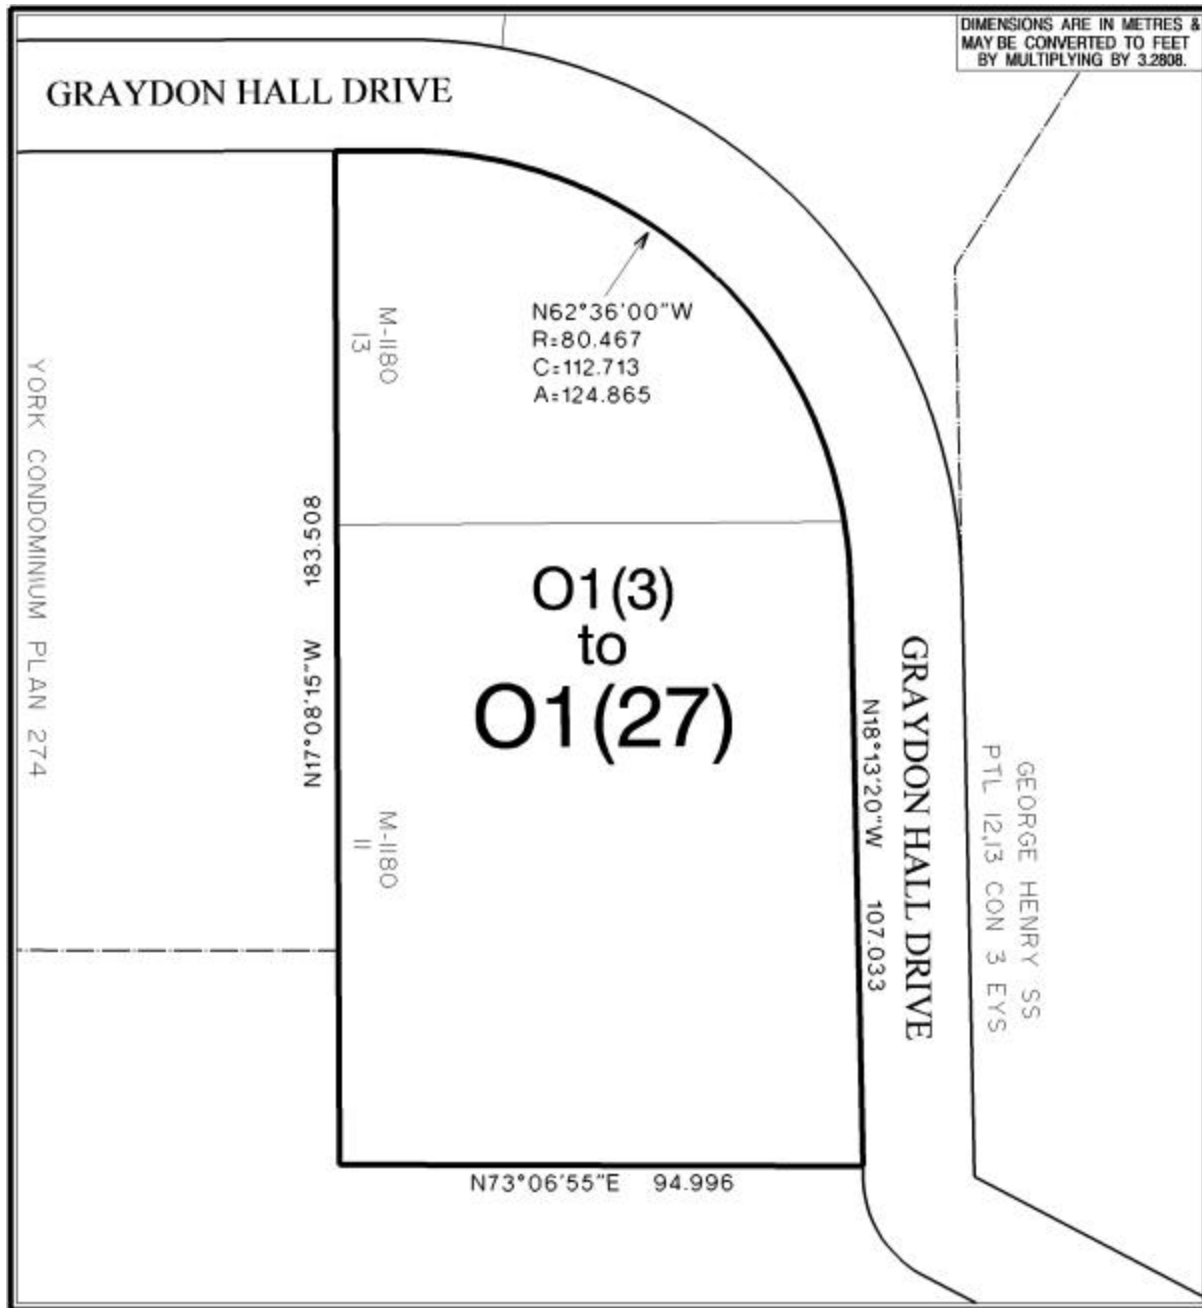 DIMENSIONS ARE IN METRES &
MAY BE CONVERTED TO FEET
BY MULTIPLYING BY 3.2808.
GRAYDON HALL DRIVE
N62°36'00"W
R=80.467
C=112.713
A=124.865
M-1180
13
YORK CONDOMINIUM PLAN 274
N17°08'15"W 183.508
O1(3)
to
O1(27)
M-1180
11
N18°13'20"W 107.033
GRAYDON HALL DRIVE
GEORGE HENRY SS
PTL 12,13 CON 3 EYS
N73°06'55"E 94.996